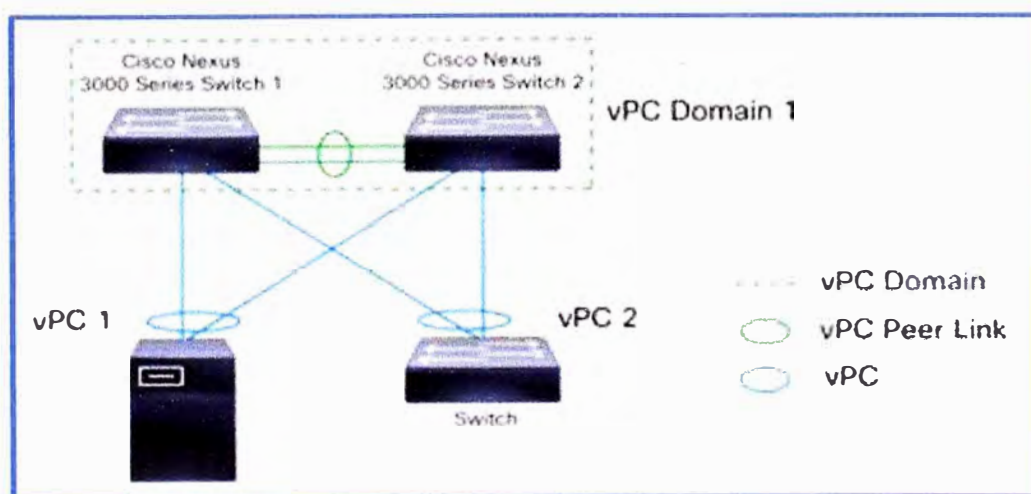 Cisco Nexus
3000 Series Switch 1
Cisco Nexus
3000 Series Switch 2
vPC Domain 1
vPC 1
vPC 2
Switch
vPC Domain
vPC Peer Link
vPC